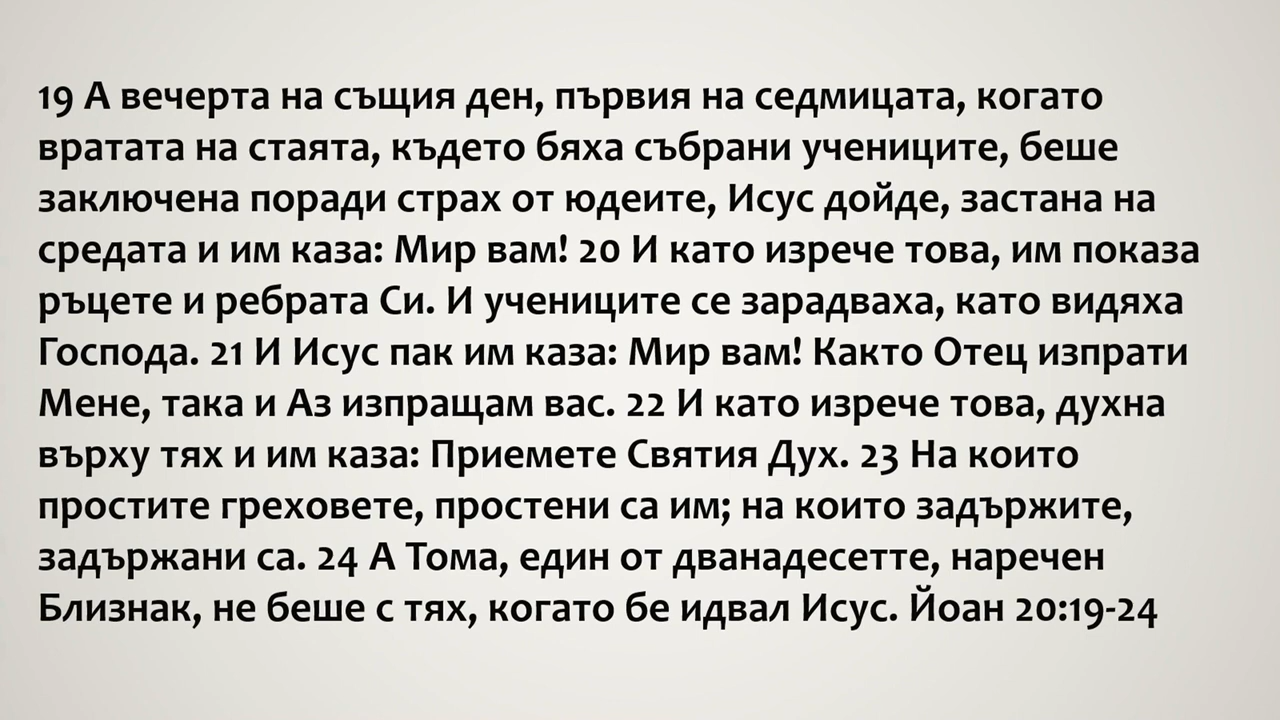 19 А вечерта на същия ден, първия на седмицата, когато
вратата на стаята, където бяха събрани учениците, беше
заключена поради страх от юдеите, Исус дойде, застана на
средата и им каза: Мир вам! 20 И като изрече това, им показа
ръцете и ребрата Си. И учениците се зарадваха, като видяха
Господа. 21 И Исус пак им каза: Мир вам! Както Отец изпрати
Мене, така и Аз изпращам вас. 22 И като изрече това, духна
върху тях и им каза: Приемете Святия Дух. 23 На които
простите греховете, простени са им; на които задържите,
задържани са. 24 А Тома, един от дванадесетте, наречен
Близнак, не беше с тях, когато бе идвал Исус. Йоан 20:19-24